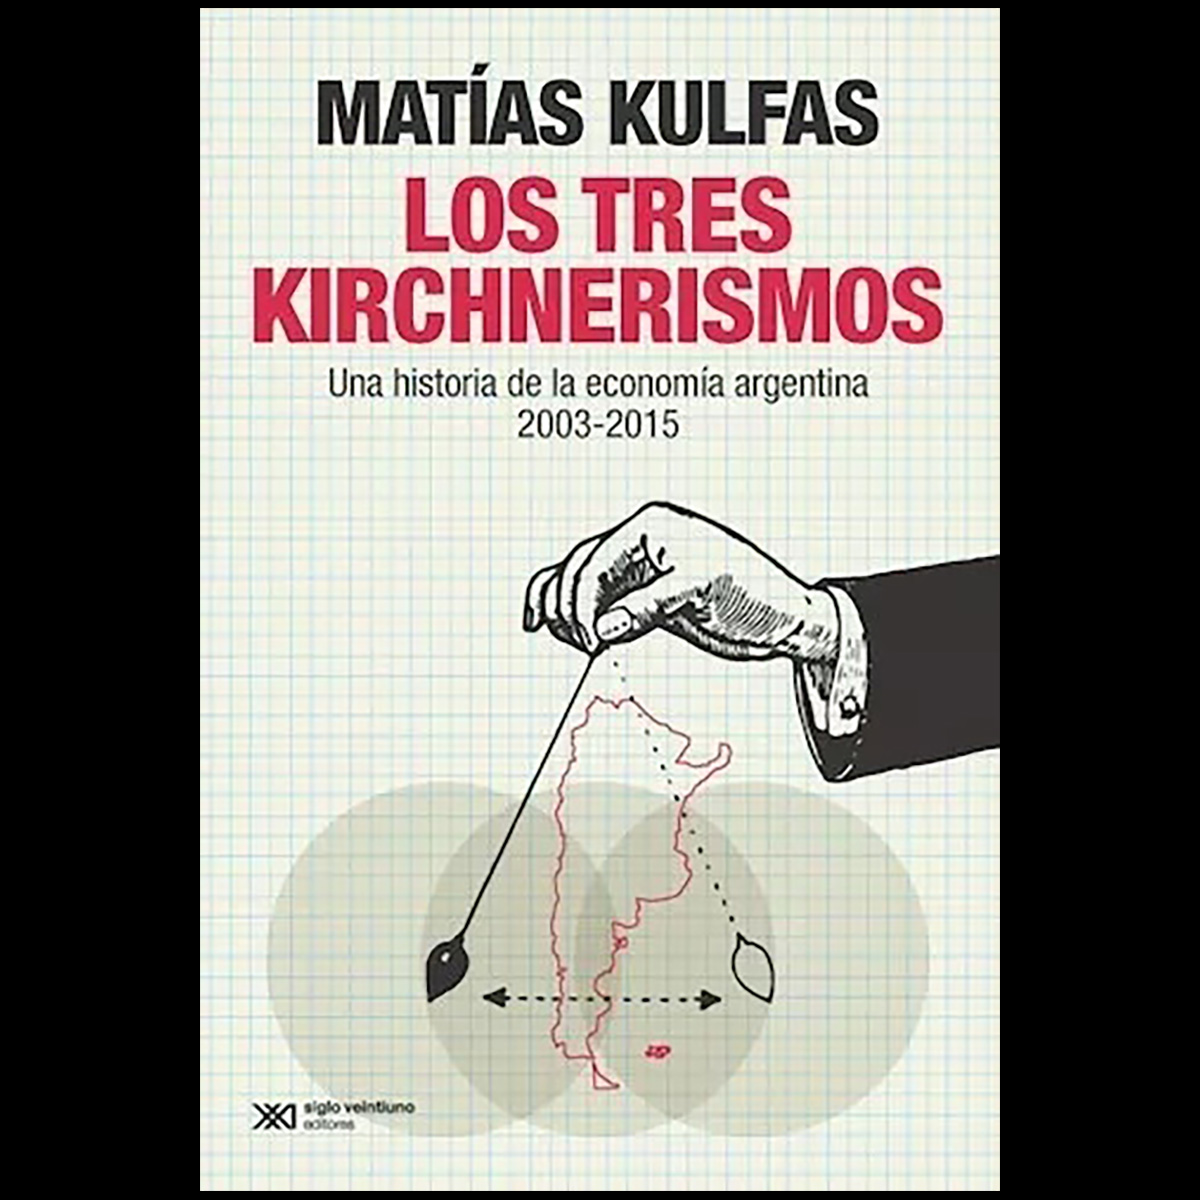 MATÍAS KULFAS
LOS TRES
KIRCHNERISMOS
Una historia de la economía argentina
2003-2015
siglo veintiuno
editores